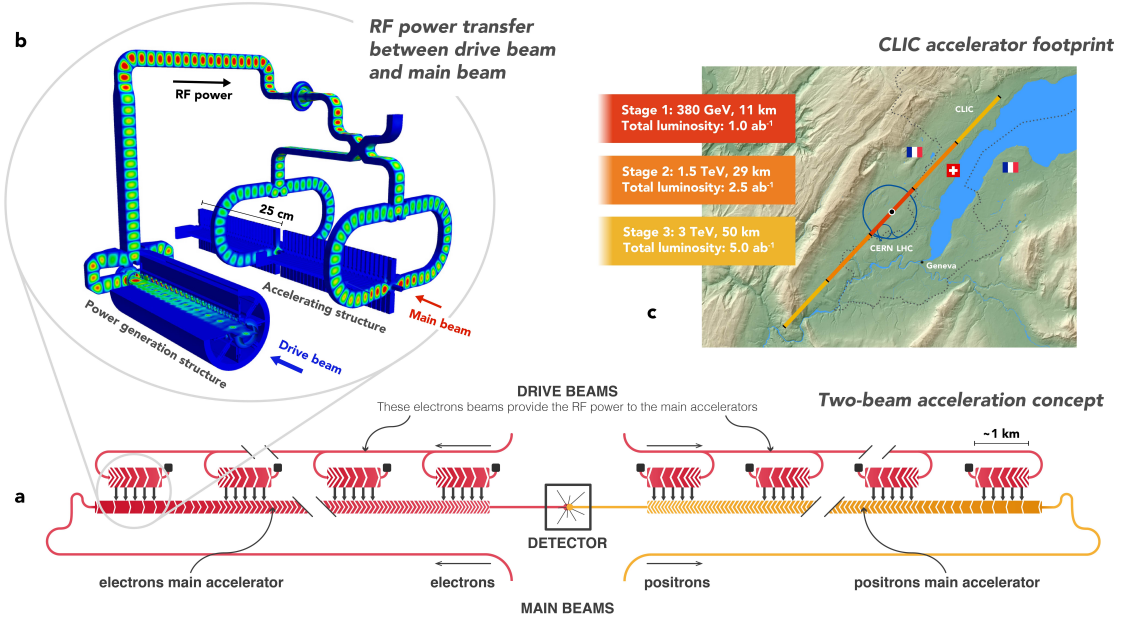 b
RF power transfer
between drive beam
and main beam
RF power
25 cm
Accelerating structure
Main beam
Power generation structure
Drive beam
CLIC accelerator footprint
Stage 1: 380 GeV, 11 km
Total luminosity: 1.0 ab-1
Stage 2: 1.5 TeV, 29 km
Total luminosity: 2.5 ab-1
Stage 3: 3 TeV, 50 km
Total luminosity: 5.0 ab-1
CLIC
CERN LHC
Geneva
c
DRIVE BEAMS
These electrons beams provide the RF power to the main accelerators
Two-beam acceleration concept
~1 km
a
DETECTOR
electrons main accelerator
electrons
positrons
positrons main accelerator
MAIN BEAMS